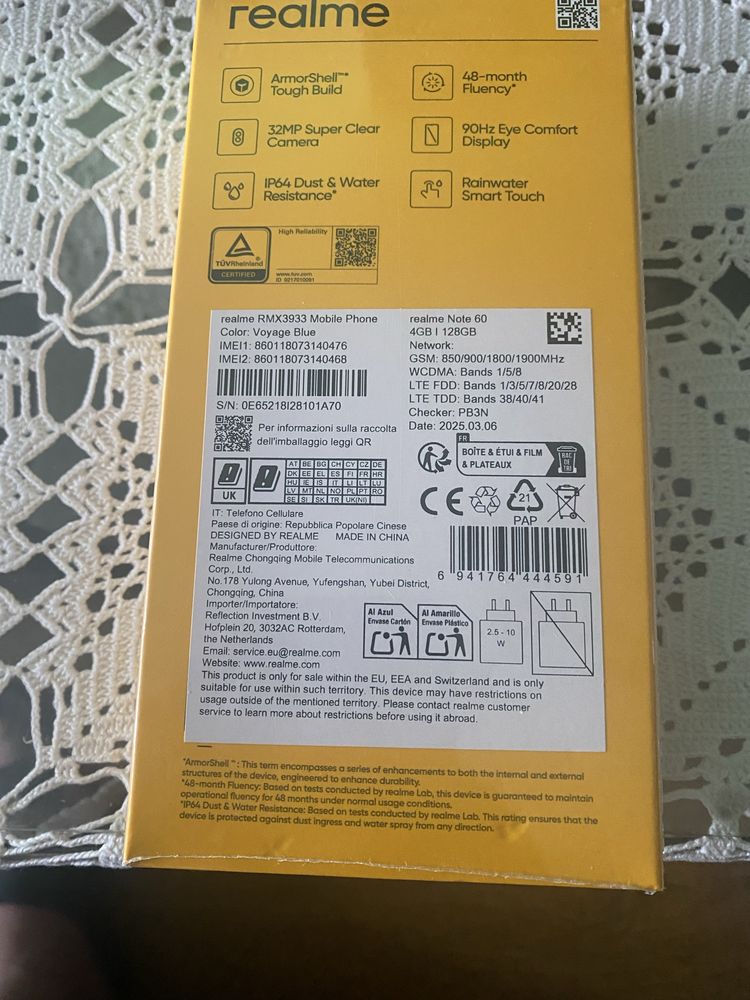 realme
ArmorShell™*
Tough Build
48-month
Fluency*
32MP Super Clear
Camera
90Hz Eye Comfort
Display
IP64 Dust & Water
Resistance*
Rainwater
Smart Touch
TÜVRheinland
CERTIFIED
High Reliability
www.tuv.com
ID 0217010091
realme RMX3933 Mobile Phone
Color: Voyage Blue
IMEI1: 860118073140476
IMEI2: 860118073140468
S/N: 0E65218I28101A70
Per informazioni sulla raccolta
dell'imballaggio leggi QR
realme Note 60
4GB I 128GB
Network:
GSM: 850/900/1800/1900MHz
WCDMA: Bands 1/5/8
LTE FDD: Bands 1/3/5/7/8/20/28
LTE TDD: Bands 38/40/41
Checker: PB3N
Date: 2025.03.06
FR
BOÎTE & ÉTUI & FILM
& PLATEAUX
BAC
DE
TRI
UK
AT BE BG CH CY CZ DE
DK EE EL ES FI FR HR
HU IE IS IT LI LT LU
LV MT NL NO PL PT RO
SE SI SK TR UK(NI)
CE
21
PAP
IT: Telefono Cellulare
Paese di origine: Repubblica Popolare Cinese
DESIGNED BY REALME MADE IN CHINA
Manufacturer/Produttore:
Realme Chongqing Mobile Telecommunications
Corp., Ltd.
No.178 Yulong Avenue, Yufengshan, Yubei District,
Chongqing, China
Importer/Importatore:
Reflection Investment B.V.
Hofplein 20, 3032AC Rotterdam,
the Netherlands
Email: service.eu@realme.com
Website: www.realme.com
6 941764 444591
Al Azul
Envase Cartón
Al Amarillo
Envase Plástico
2.5 - 10
W
This product is only for sale within the EU, EEA and Switzerland and is only
suitable for use within such territory. This device may have restrictions on
usage outside of the mentioned territory. Please contact realme customer
service to learn more about restrictions before using it abroad.
*ArmorShell™: This term encompasses a series of enhancements to both the internal and external
structures of the device, engineered to enhance durability.
*48-month Fluency: Based on tests conducted by realme Lab, this device is guaranteed to maintain
operational fluency for 48 months under normal usage conditions.
*IP64 Dust & Water Resistance: Based on tests conducted by realme Lab. This rating ensures that the
device is protected against dust ingress and water spray from any direction.